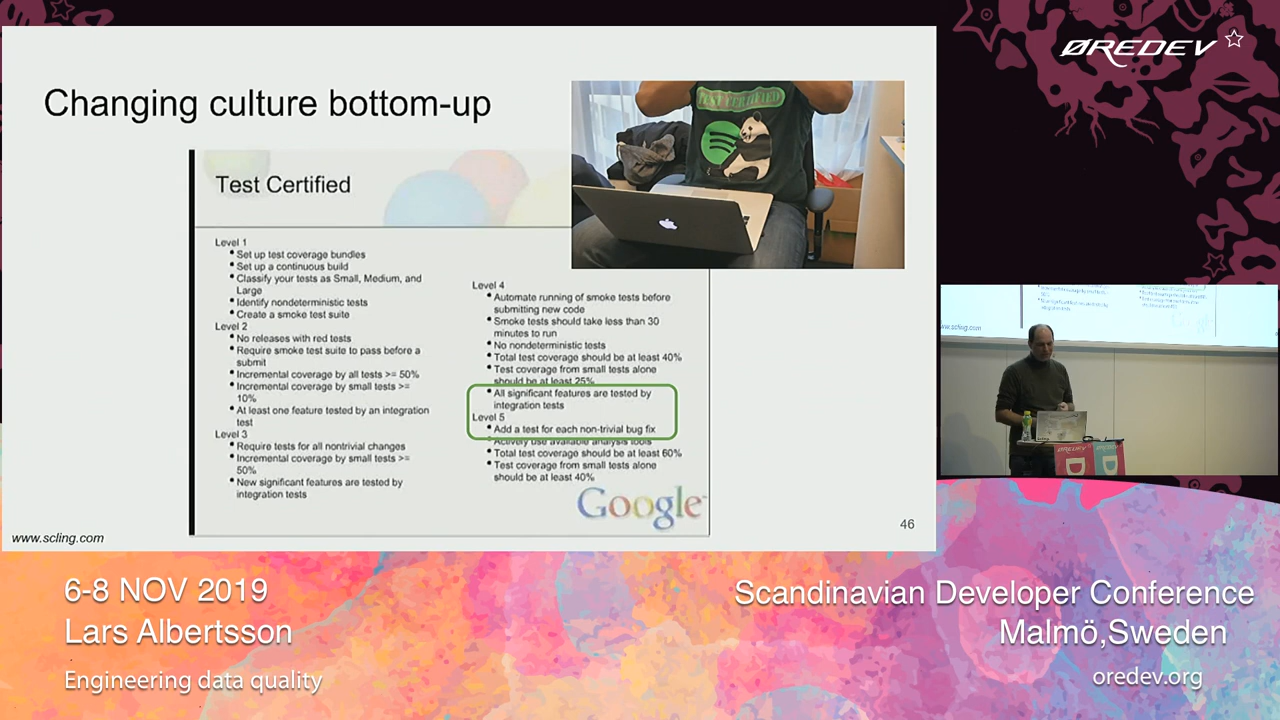 ØREDEV
Changing culture bottom-up
TEST CERTIFIED
Test Certified
Level 1
Set up test coverage bundles
Set up a continuous build
Classify your tests as Small, Medium, and
Large
Identify nondeterministic tests
Create a smoke test suite
Level 2
No releases with red tests
Require smoke test suite to pass before a
submit
Incremental coverage by all tests >= 50%
Incremental coverage by small tests >=
10%
At least one feature tested by an integration
test
Level 3
Require tests for all nontrivial changes
Incremental coverage by small tests >=
50%
New significant features are tested by
integration tests
Level 4
Automate running of smoke tests before
submitting new code
Smoke tests should take less than 30
minutes to run
No nondeterministic tests
Total test coverage should be at least 40%
Test coverage from small tests alone
should be at least 25%
All significant features are tested by
integration tests
Level 5
Add a test for each non-trivial bug fix
Actively use available analysis tools
Total test coverage should be at least 60%
Test coverage from small tests alone
should be at least 40%
Google
www.scling.com
46
www.scling.com
6-8 NOV 2019
Lars Albertsson
Engineering data quality
Scandinavian Developer Conference
Malmö,Sweden
oredev.org